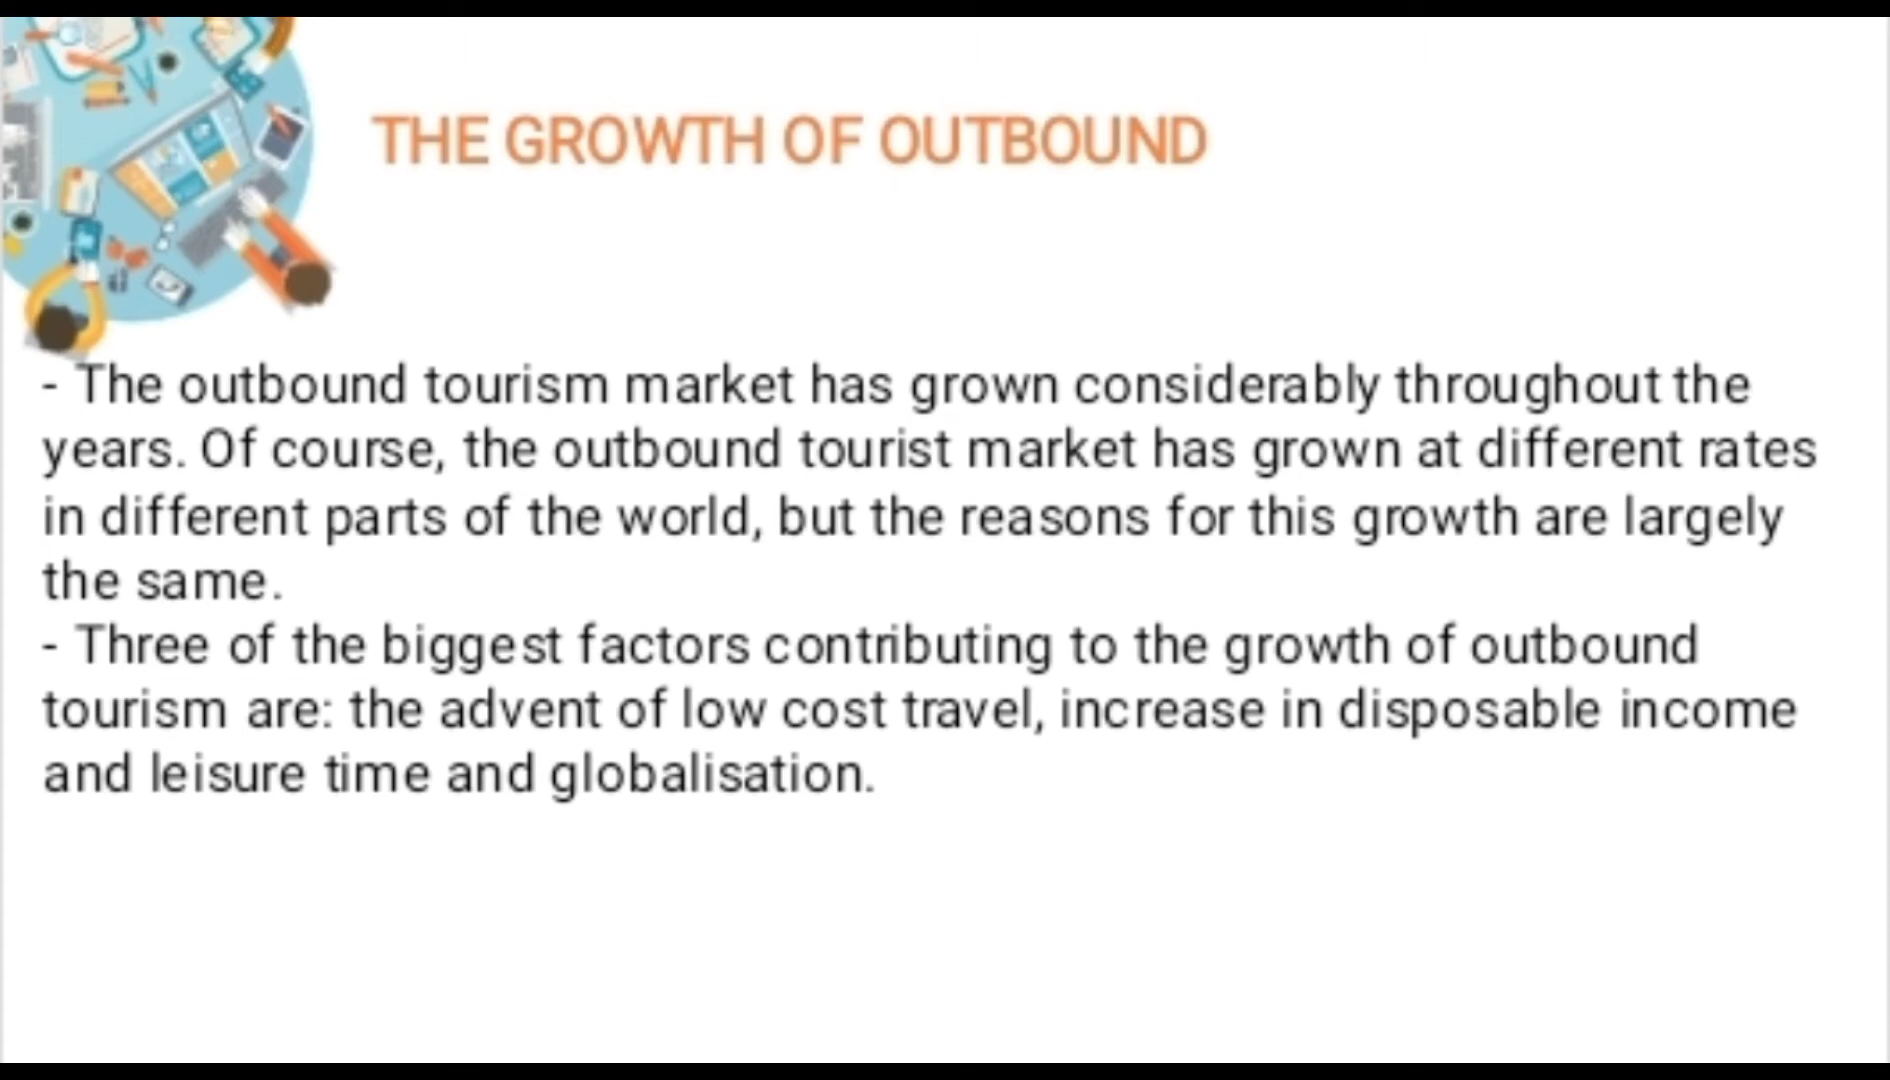 THE GROWTH OF OUTBOUND
- The outbound tourism market has grown considerably throughout the
years. Of course, the outbound tourist market has grown at different rates
in different parts of the world, but the reasons for this growth are largely
the same.
- Three of the biggest factors contributing to the growth of outbound
tourism are: the advent of low cost travel, increase in disposable income
and leisure time and globalisation.